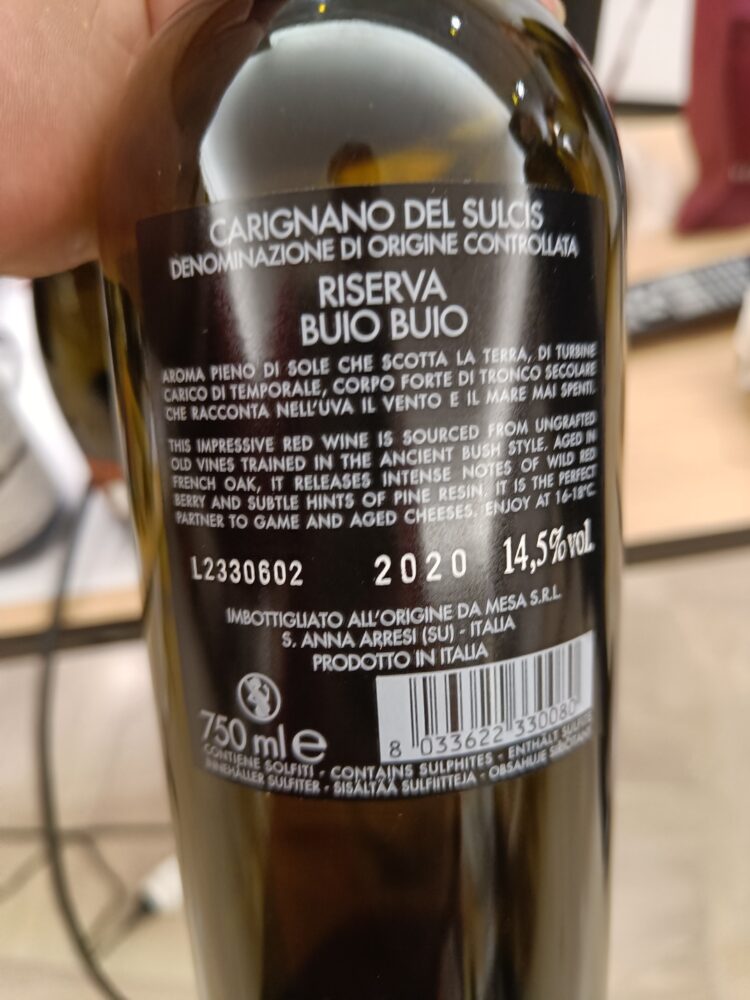 CARIGNANO DEL SULCIS
DENOMINAZIONE DI ORIGINE CONTROLLATA
RISERVA
BUIO BUIO
AROMA PIENO DI SOLE CHE SCOTTA LA TERRA, DI TURBINE
CARICO DI TEMPORALE, CORPO FORTE DI TRONCO SECOLARE
CHE RACCONTA NELL'UVA IL VENTO E IL MARE MAI SPENTI.
THIS IMPRESSIVE RED WINE IS SOURCED FROM UNGRAFTED
OLD VINES TRAINED IN THE ANCIENT BUSH STYLE. AGED IN
FRENCH OAK, IT RELEASES INTENSE NOTES OF WILD RED
BERRY AND SUBTLE HINTS OF PINE RESIN. IT IS THE PERFECT
PARTNER TO GAME AND AGED CHEESES. ENJOY AT 16-18°C.
L2330602 2020 14,5%vol.
IMBOTTIGLIATO ALL'ORIGINE DA MESA S.R.L.
S. ANNA ARRESI (SU) - ITALIA
PRODOTTO IN ITALIA
750 ml e
8 033622 330080
CONTIENE SOLFITI - CONTAINS SULPHITES - ENTHÄLT SULFITE
INNEHÅLLER SULFITER - SISÄLTÄÄ SULFIITTEJA - OBSAHUJE SIŘIČITANY